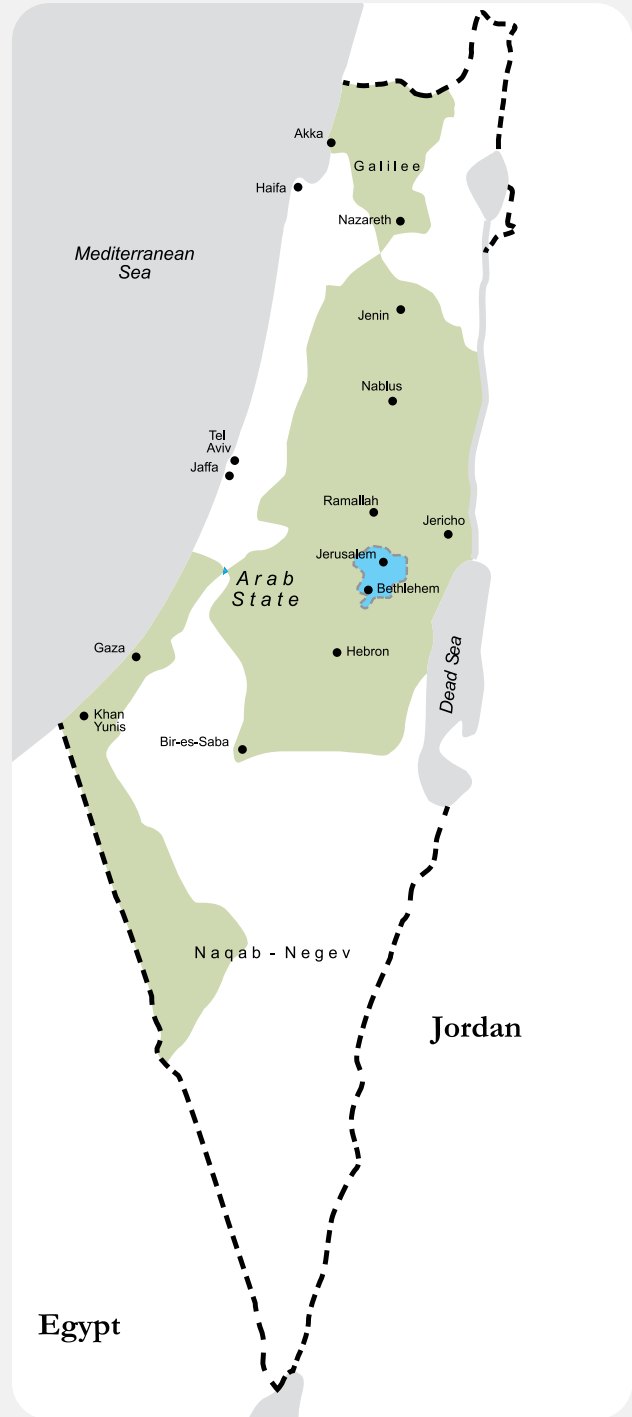 Akka
Galilee
Haifa
Nazareth
Mediterranean
Sea
Jenin
Nablus
Tel
Aviv
Jaffa
Ramallah
Jericho
Jerusalem
Arab
State
Bethlehem
Gaza
Hebron
Dead Sea
Khan
Yunis
Bir-es-Saba
Naqab - Negev
Jordan
Egypt